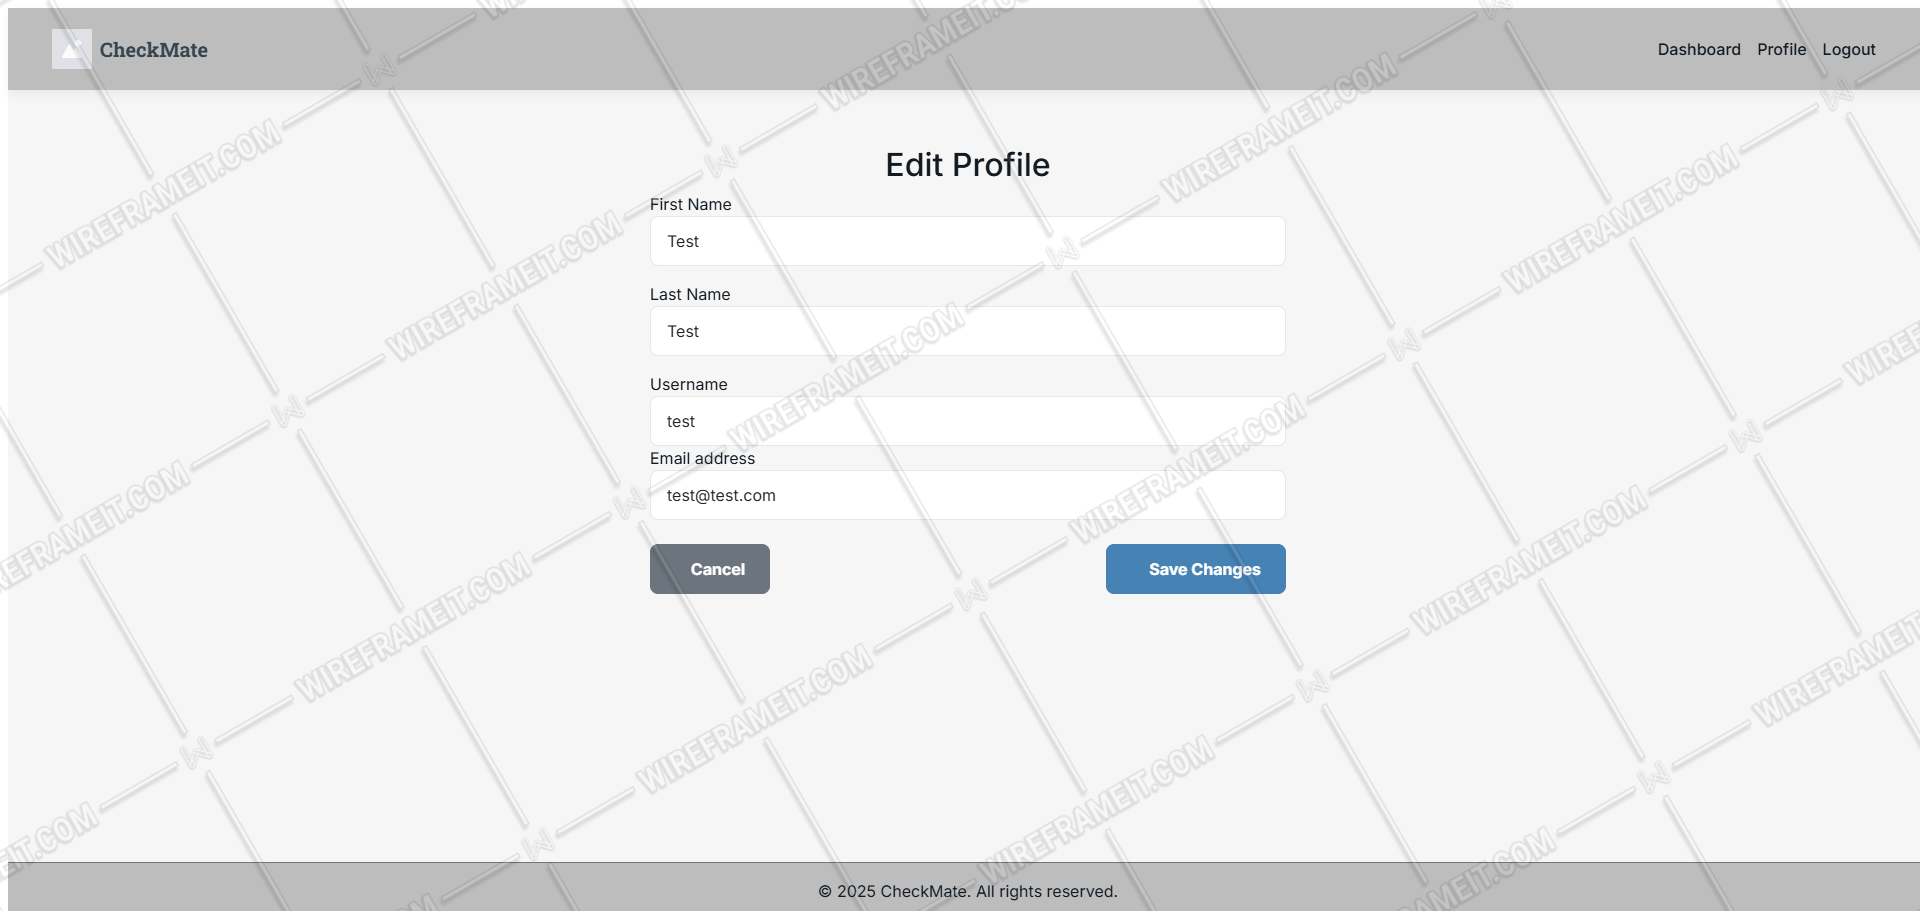 CheckMate
Dashboard Profile Logout
Edit Profile
First Name
Test
Last Name
Test
Username
test
Email address
test@test.com
Cancel Save Changes
© 2025 CheckMate. All rights reserved.
WIREFRAMEIT.COM